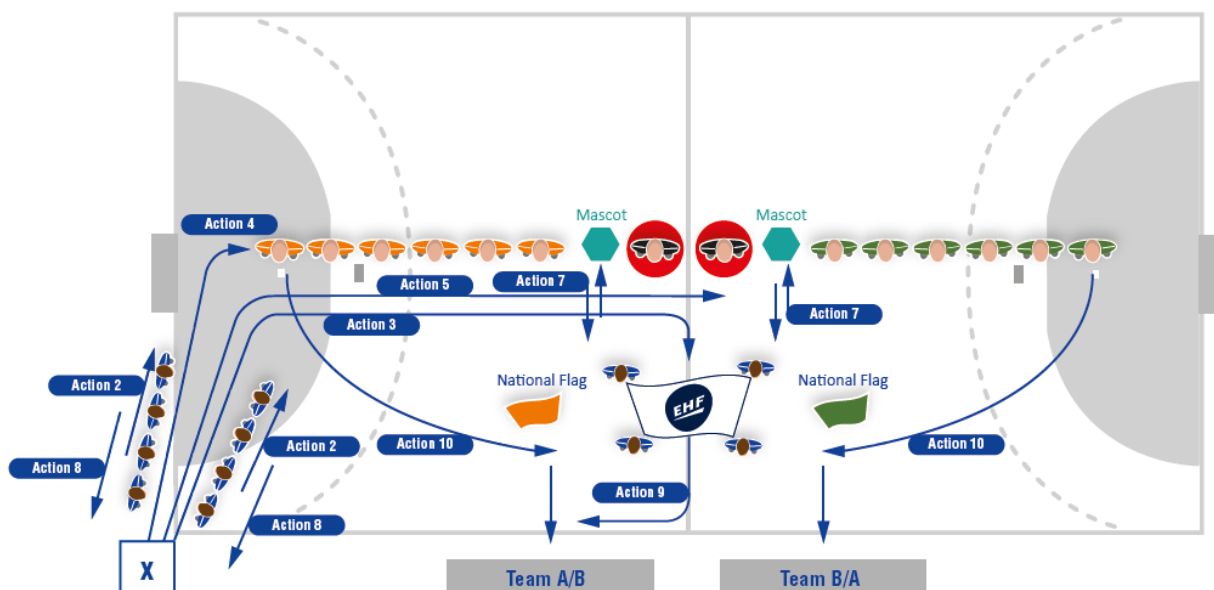 Action 4
Mascot
Mascot
Action 5
Action 7
Action 3
Action 7
Action 2
National Flag
National Flag
EHF
Action 2
Action 10
Action 10
Action 8
Action 9
Action 8
X
Team A/B
Team B/A